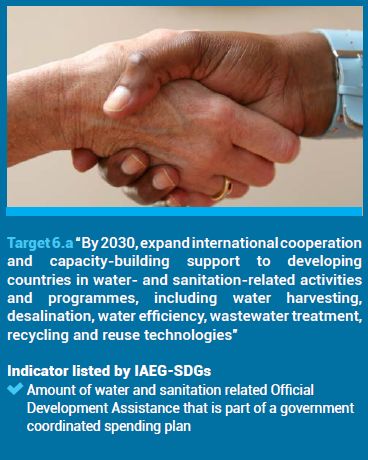 Target 6.a “By 2030, expand international cooperation
and capacity-building support to developing
countries in water- and sanitation-related activities
and programmes, including water harvesting,
desalination, water efficiency, wastewater treatment,
recycling and reuse technologies”
Indicator listed by IAEG-SDGs
Amount of water and sanitation related Official
Development Assistance that is part of a government
coordinated spending plan